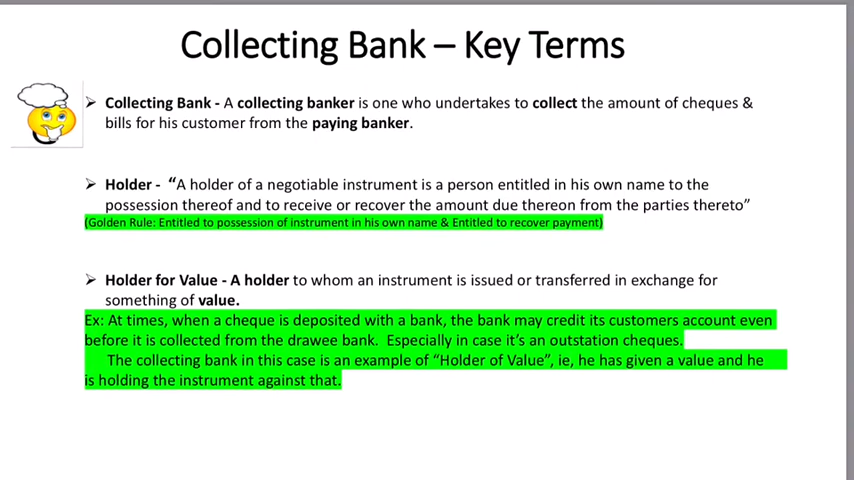 Collecting Bank – Key Terms
➢ Collecting Bank - A collecting banker is one who undertakes to collect the amount of cheques &
bills for his customer from the paying banker.
➢ Holder - “A holder of a negotiable instrument is a person entitled in his own name to the
possession thereof and to receive or recover the amount due thereon from the parties thereto”
(Golden Rule: Entitled to possession of instrument in his own name & Entitled to recover payment)
➢ Holder for Value - A holder to whom an instrument is issued or transferred in exchange for
something of value.
Ex: At times, when a cheque is deposited with a bank, the bank may credit its customers account even
before it is collected from the drawee bank. Especially in case it’s an outstation cheques.
The collecting bank in this case is an example of “Holder of Value”, ie, he has given a value and he
is holding the instrument against that.